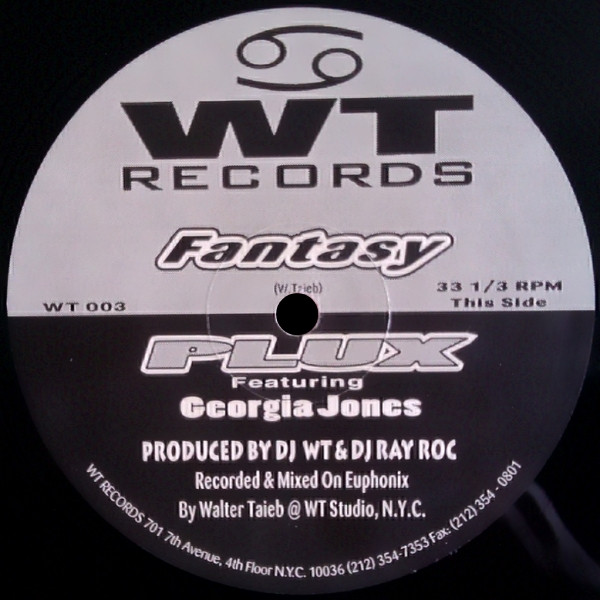 WT
RECORDS
Fantasy
(W. Taieb)
WT 003
33 1/3 RPM
This Side
PLUX
Featuring
Georgia Jones
PRODUCED BY DJ WT & DJ RAY ROC
Recorded & Mixed On Euphonix
By Walter Taieb @ WT Studio, N.Y.C.
WT RECORDS 701 7th Avenue, 4th Floor N.Y.C. 10036 (212) 354-7353 Fax: (212) 354 - 0801